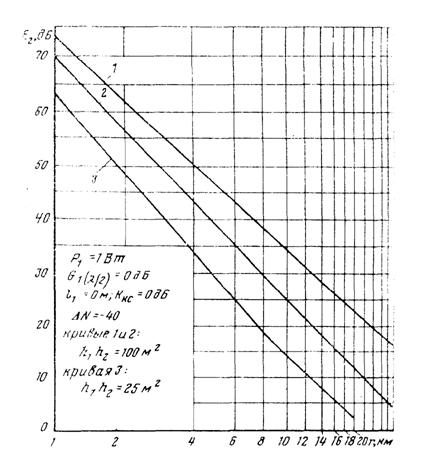 E₂,дБ
70
60
50
40
30
20
10
0
1
2
3
P₁ = 1 Вт
G₁(λ/2) = 0 дБ
l₁ = 0 м; Kкс = 0 дБ
ΔN = -40
кривые 1 и 2:
h₁ h₂ = 100 м²
кривая 3:
h₁ h₂ = 25 м²
1 2 4 6 8 10 12 14 16 18 20 r, км